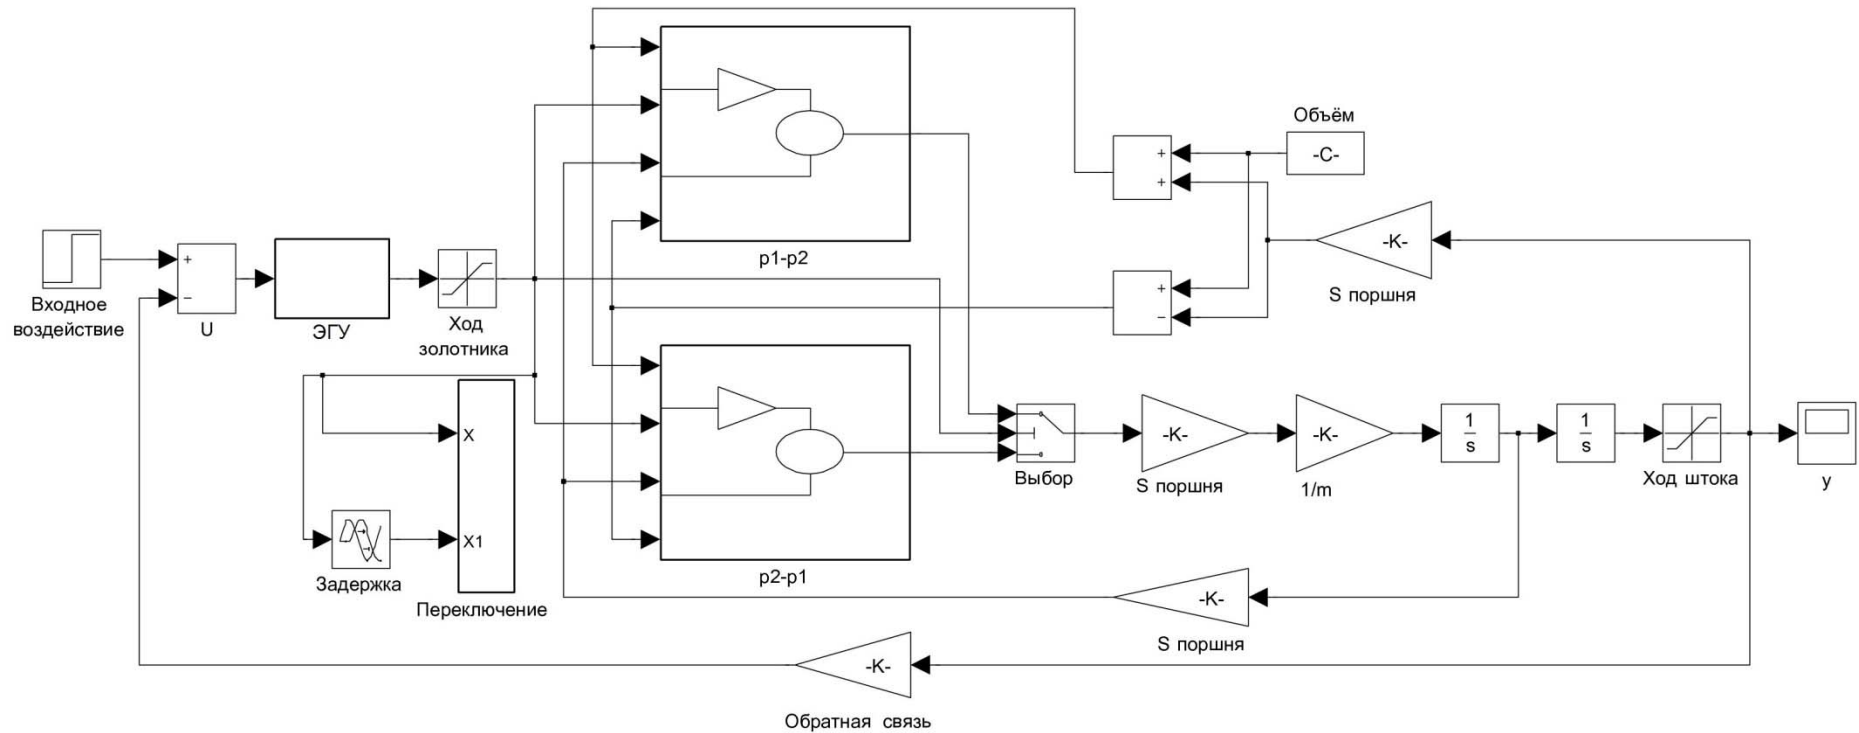 p1-p2
Объём
-C-
+
+
-K-
S поршня
+
−
Входное
воздействие
+
−
U
ЭГУ
Ход
золотника
X
X1
Задержка
Переключение
p2-p1
Выбор
-K-
S поршня
-K-
1/m
1
s
1
s
Ход штока
y
-K-
S поршня
-K-
Обратная связь